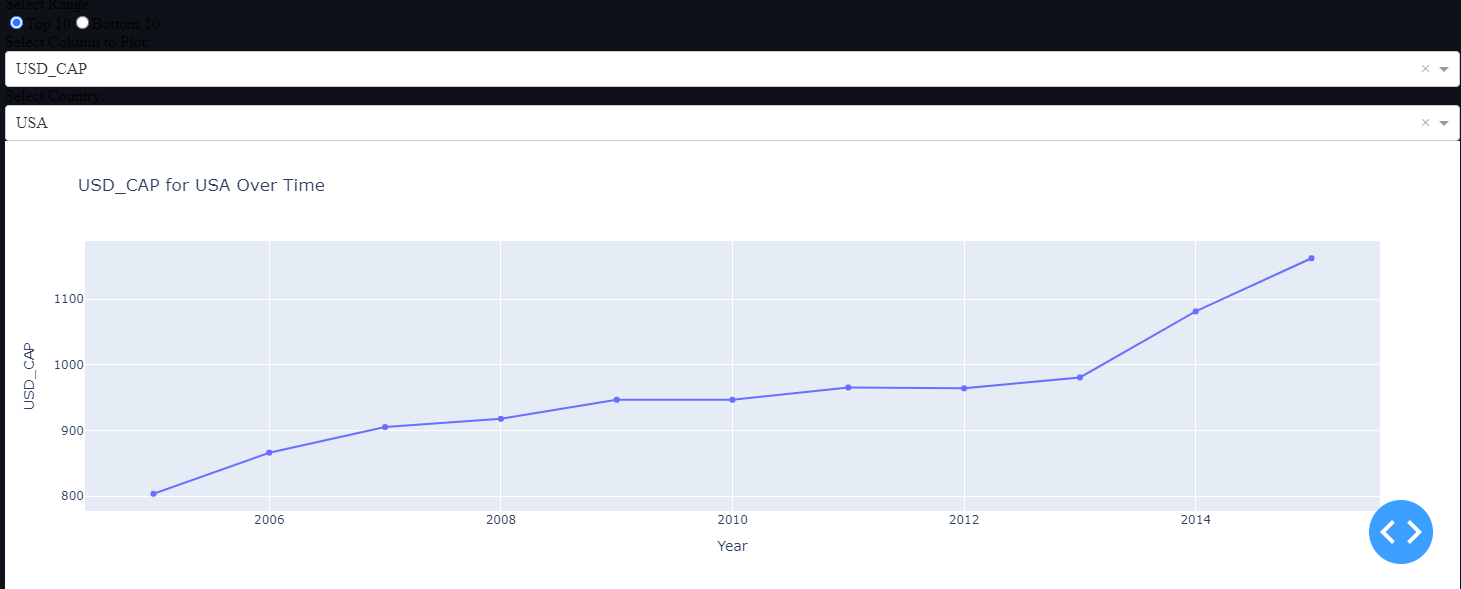 Select Range:
Top 10 Bottom 10
Select Column to Plot:
USD_CAP
Select Country:
USA
USD_CAP for USA Over Time
1100
1000
900
800
USD_CAP
2006 2008 2010 2012 2014
Year